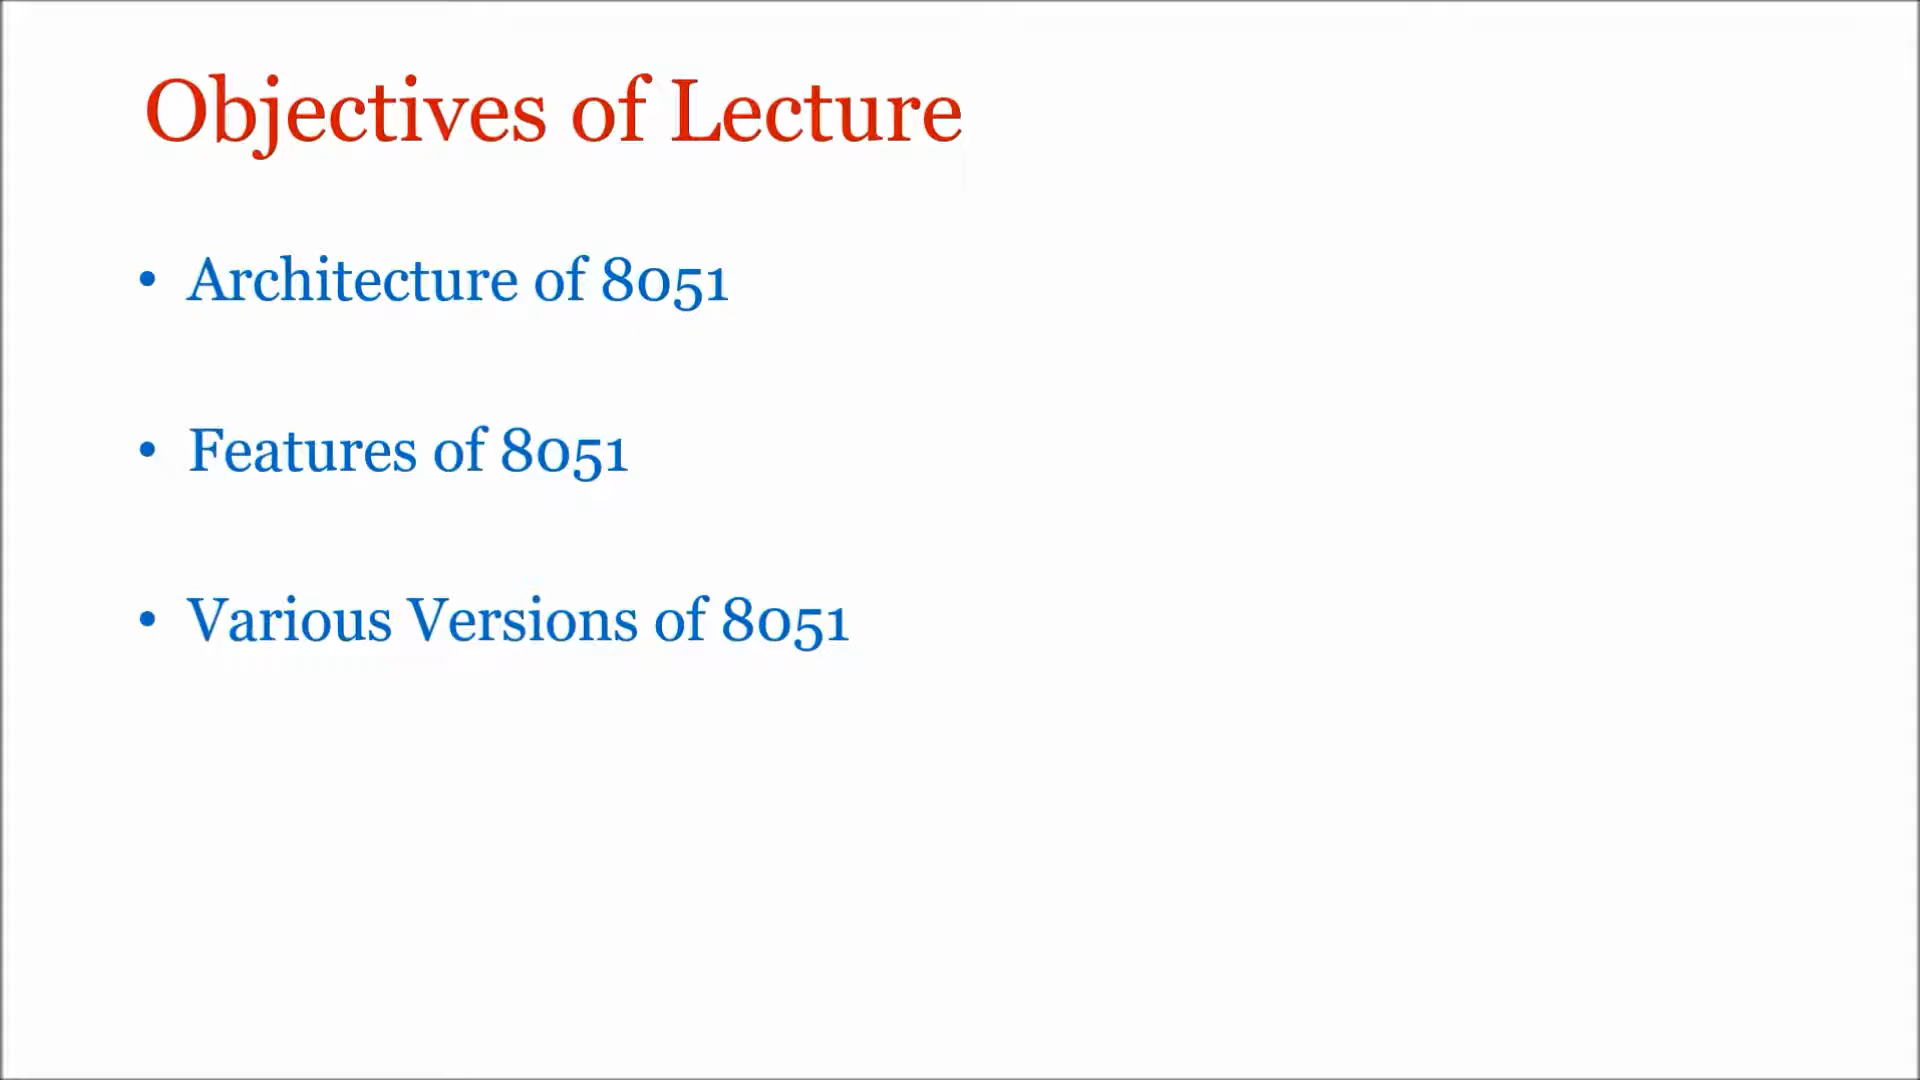 Objectives of Lecture
• Architecture of 8051
• Features of 8051
• Various Versions of 8051